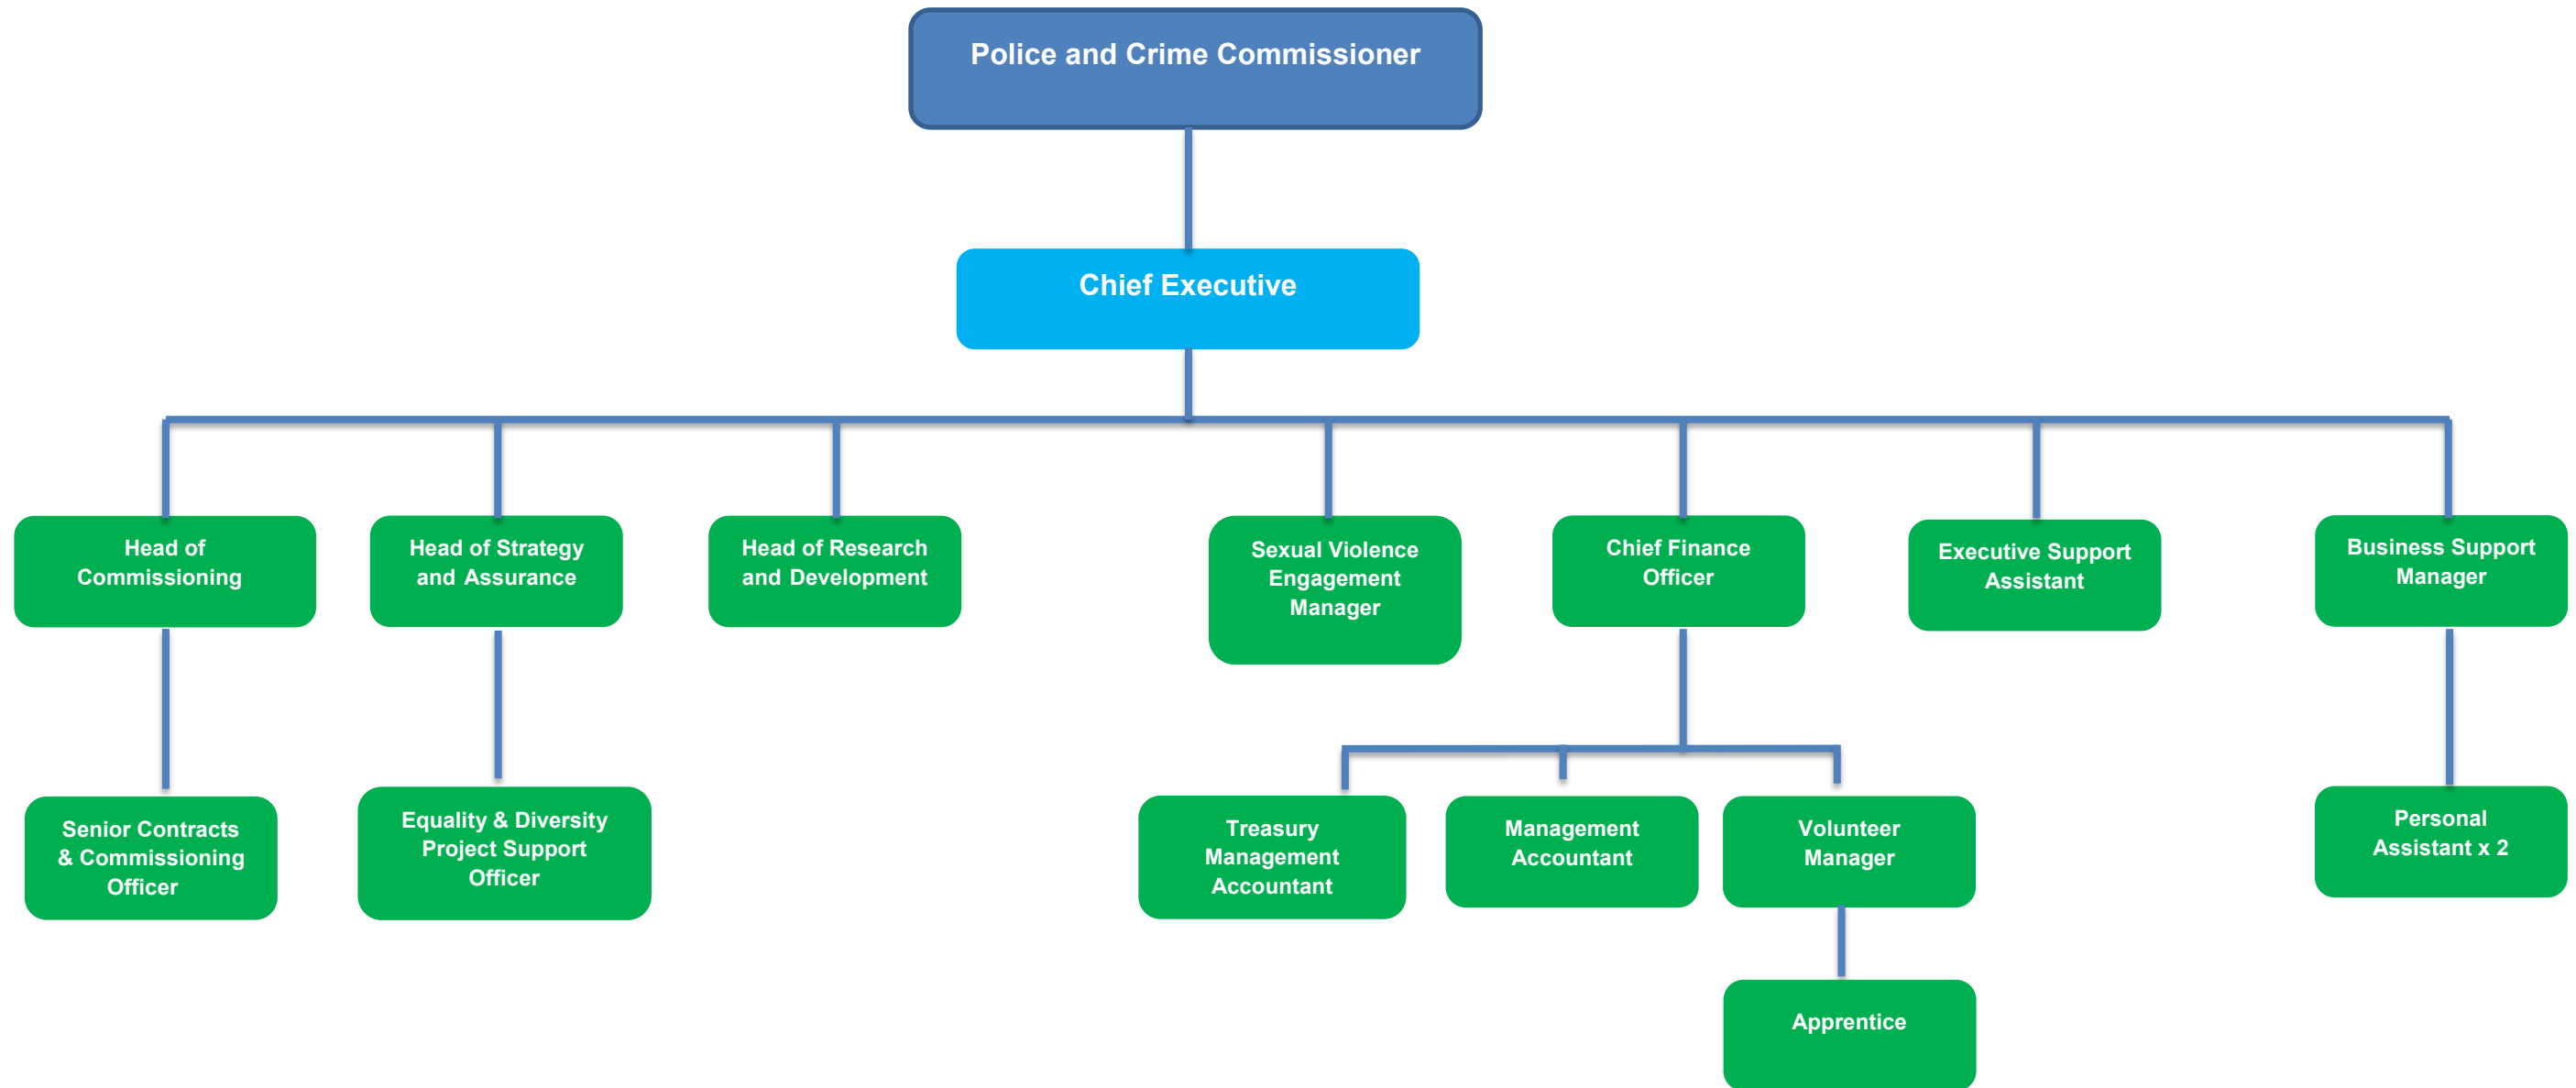 Police and Crime Commissioner
Chief Executive
Head of
Commissioning
Head of Strategy
and Assurance
Head of Research
and Development
Sexual Violence
Engagement
Manager
Chief Finance
Officer
Executive Support
Assistant
Business Support
Manager
Senior Contracts
& Commissioning
Officer
Equality & Diversity
Project Support
Officer
Treasury
Management
Accountant
Management
Accountant
Volunteer
Manager
Personal
Assistant x 2
Apprentice